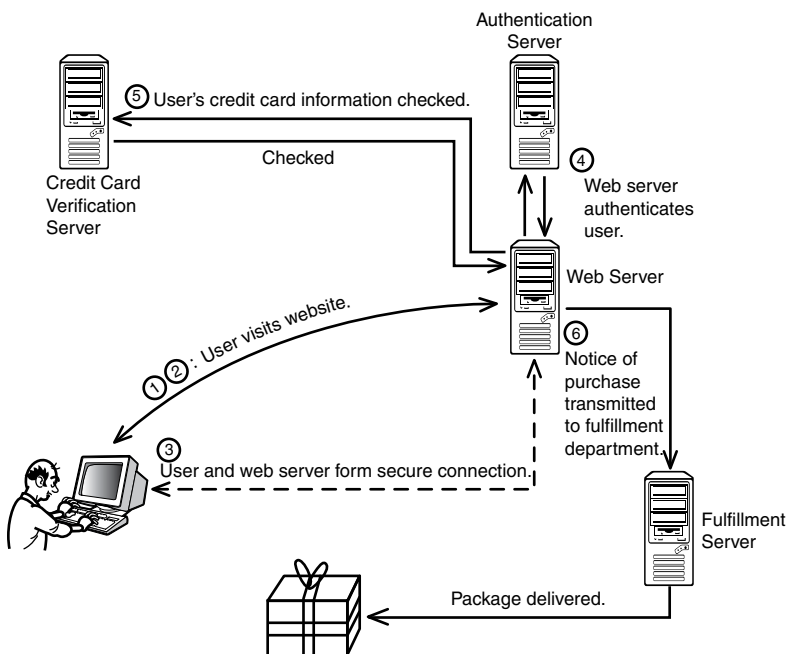 Authentication
Server
⑤ User's credit card information checked.
Checked
Credit Card
Verification
Server
④
Web server
authenticates
user.
Web Server
①②: User visits website.
⑥
Notice of
purchase
transmitted
to fulfillment
department.
③
User and web server form secure connection.
Fulfillment
Server
Package delivered.